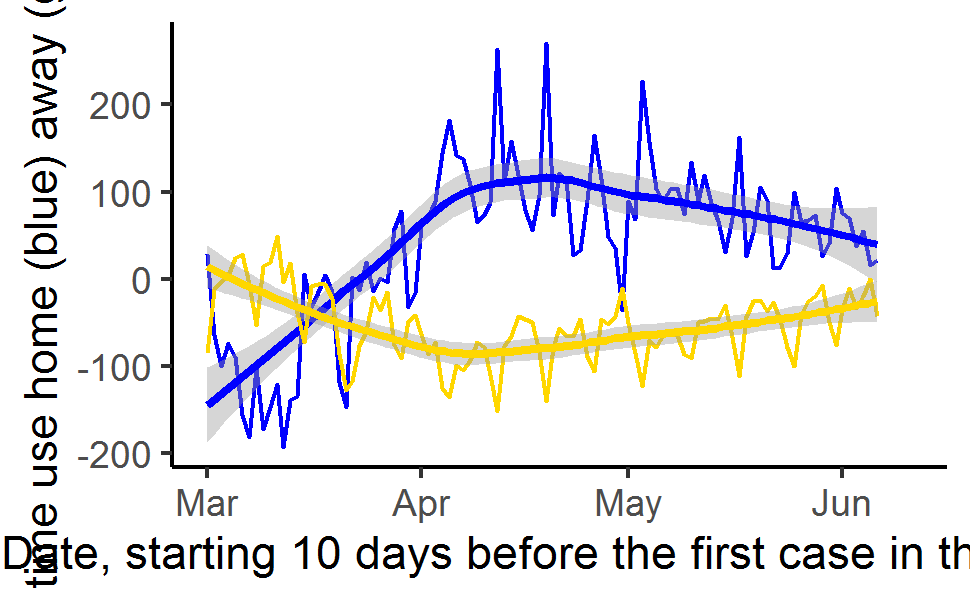 time use home (blue) away (
200
100
0
-100
-200
Mar Apr May Jun
Date, starting 10 days before the first case in th